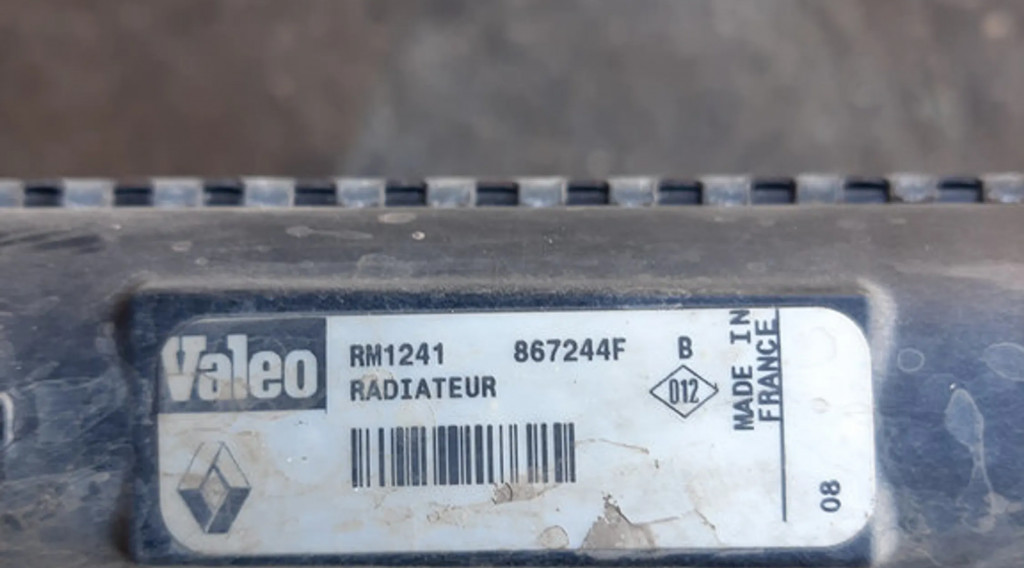 Valeo
RM1241 867244F B
RADIATEUR
012
MADE IN
FRANCE
08